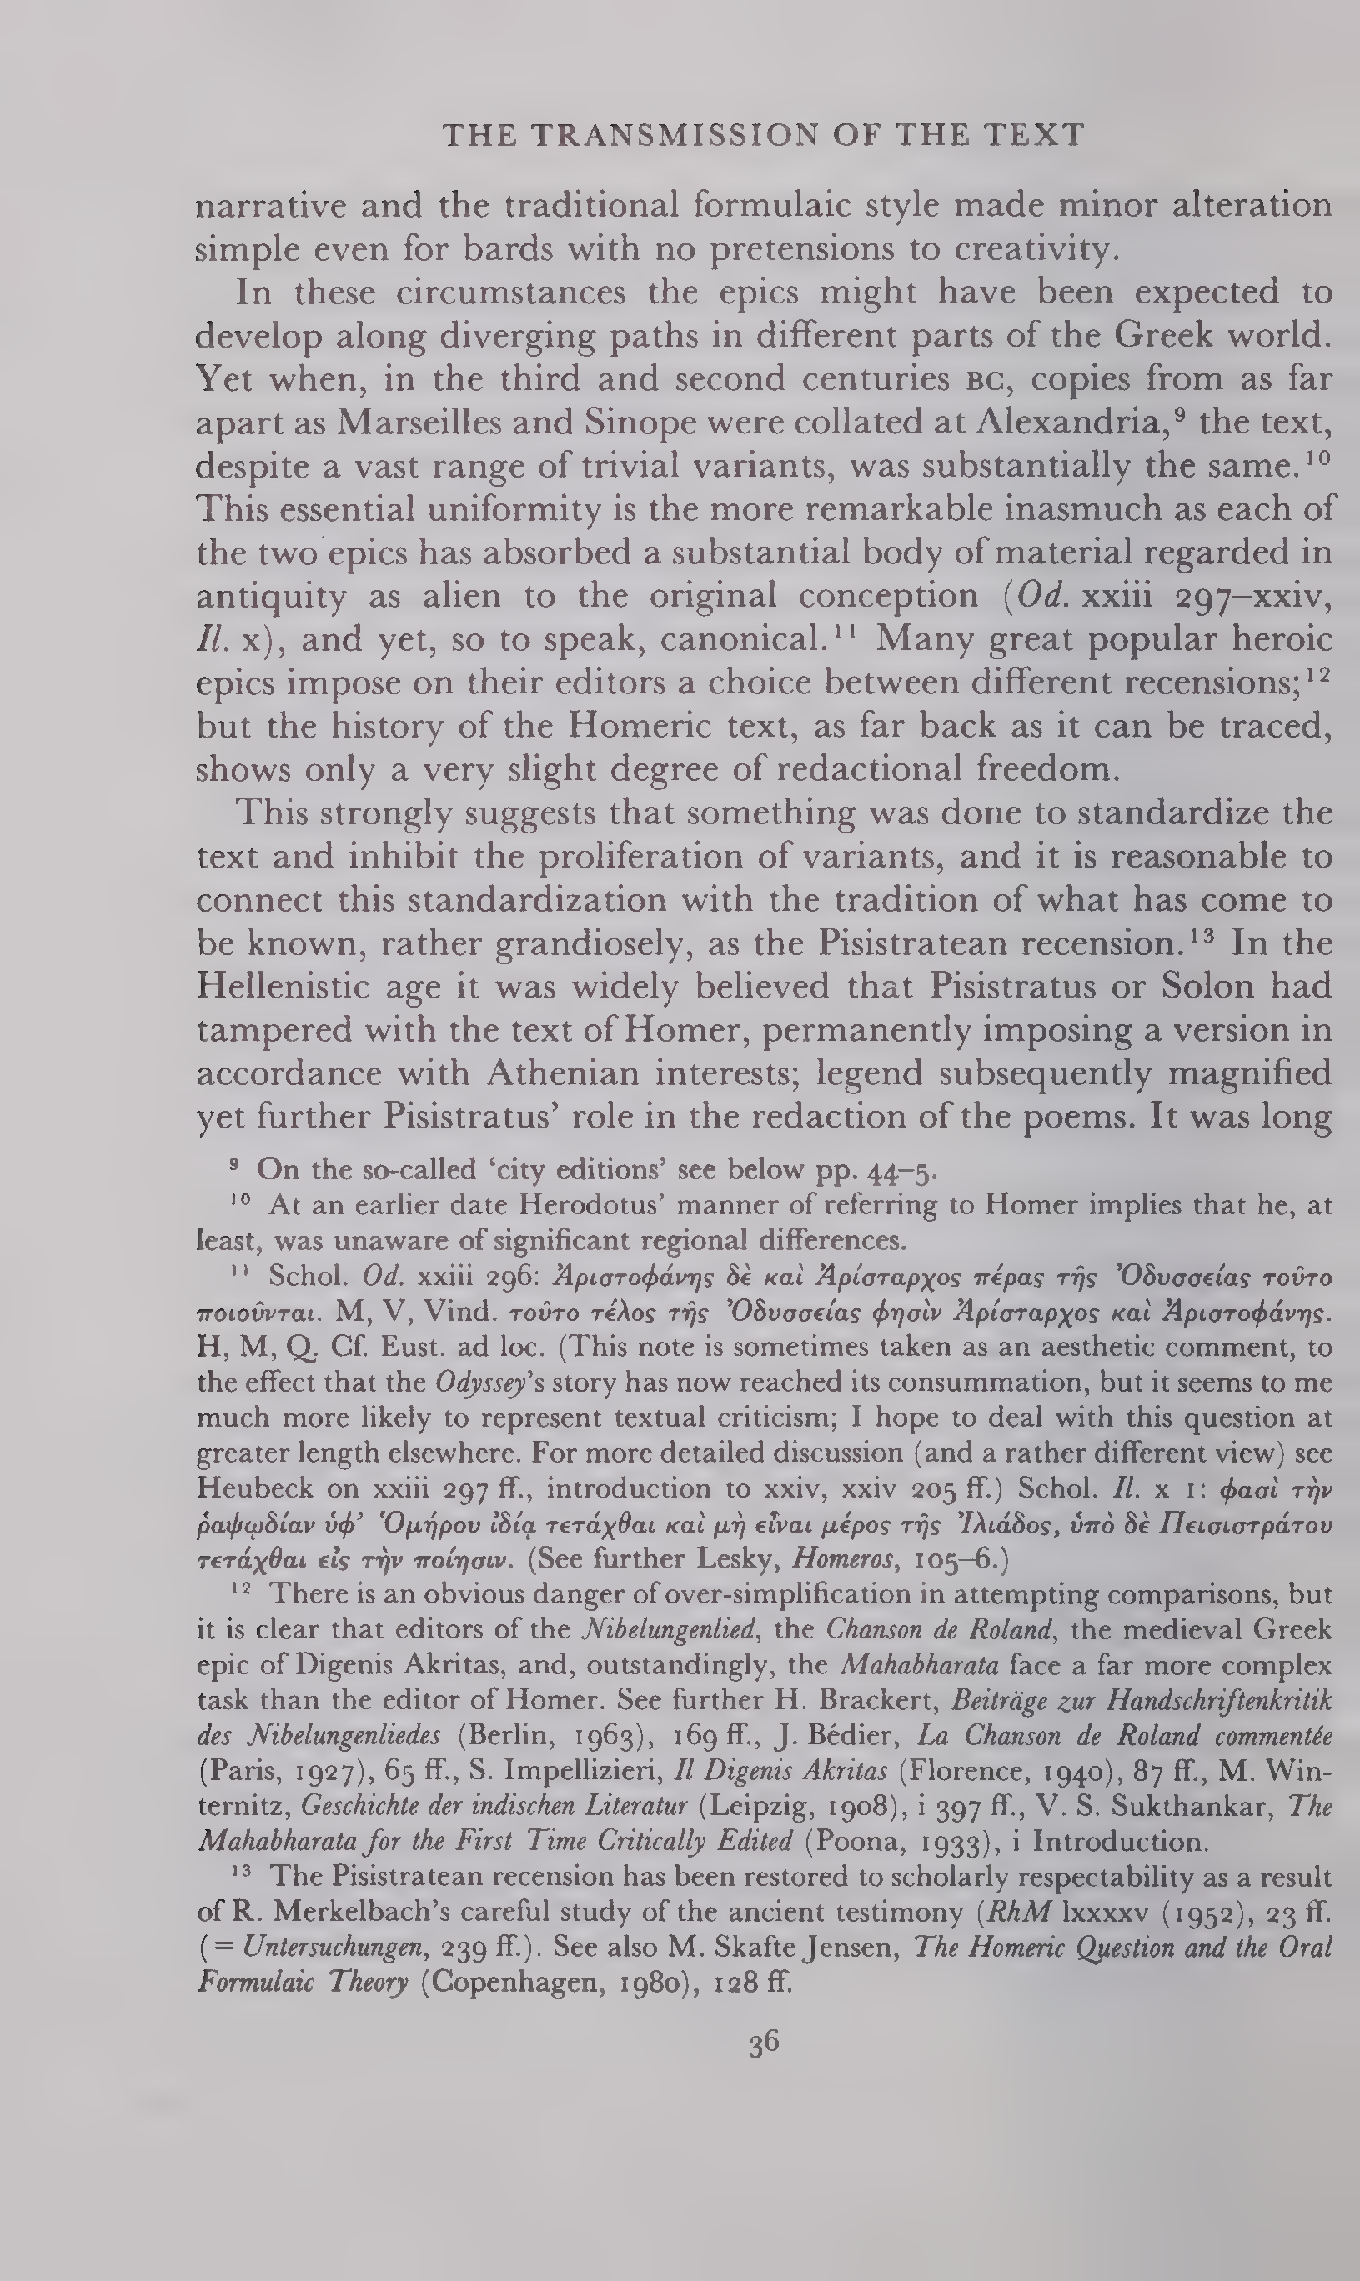 THE TRANSMISSION OF THE TEXT
narrative and the traditional formulaic style made minor alteration
simple even for bards with no pretensions to creativity.
In these circumstances the epics might have been expected to
develop along diverging paths in different parts of the Greek world.
Yet when, in the third and second centuries BC, copies from as far
apart as Marseilles and Sinope were collated at Alexandria,⁹ the text,
despite a vast range of trivial variants, was substantially the same.¹⁰
This essential uniformity is the more remarkable inasmuch as each of
the two epics has absorbed a substantial body of material regarded in
antiquity as alien to the original conception (Od. xxiii 297–xxiv,
Il. x), and yet, so to speak, canonical.¹¹ Many great popular heroic
epics impose on their editors a choice between different recensions;¹²
but the history of the Homeric text, as far back as it can be traced,
shows only a very slight degree of redactional freedom.
This strongly suggests that something was done to standardize the
text and inhibit the proliferation of variants, and it is reasonable to
connect this standardization with the tradition of what has come to
be known, rather grandiosely, as the Pisistratean recension.¹³ In the
Hellenistic age it was widely believed that Pisistratus or Solon had
tampered with the text of Homer, permanently imposing a version in
accordance with Athenian interests; legend subsequently magnified
yet further Pisistratus’ role in the redaction of the poems. It was long
⁹ On the so-called ‘city editions’ see below pp. 44–5.
¹⁰ At an earlier date Herodotus’ manner of referring to Homer implies that he, at
least, was unaware of significant regional differences.
¹¹ Schol. Od. xxiii 296: Ἀριστοφάνης δὲ καὶ Ἀρίσταρχος πέρας τῆς Ὀδυσσείας τοῦτο
ποιοῦνται. M, V, Vind. τοῦτο τέλος τῆς Ὀδυσσείας φησὶν Ἀρίσταρχος καὶ Ἀριστοφάνης.
H, M, Q. Cf. Eust. ad loc. (This note is sometimes taken as an aesthetic comment, to
the effect that the Odyssey’s story has now reached its consummation, but it seems to me
much more likely to represent textual criticism; I hope to deal with this question at
greater length elsewhere. For more detailed discussion (and a rather different view) see
Heubeck on xxiii 297 ff., introduction to xxiv, xxiv 205 ff.) Schol. Il. x 1: φασὶ τὴν
ῥαψῳδίαν ὑφ’ Ὁμήρου ἰδίᾳ τετάχθαι καὶ μὴ εἶναι μέρος τῆς Ἰλιάδος, ὑπὸ δὲ Πεισιστράτου
τετάχθαι εἰς τὴν ποίησιν. (See further Lesky, Homeros, 105–6.)
¹² There is an obvious danger of over-simplification in attempting comparisons, but
it is clear that editors of the Nibelungenlied, the Chanson de Roland, the medieval Greek
epic of Digenis Akritas, and, outstandingly, the Mahabharata face a far more complex
task than the editor of Homer. See further H. Brackert, Beiträge zur Handschriftenkritik
des Nibelungenliedes (Berlin, 1963), 169 ff., J. Bédier, La Chanson de Roland commentée
(Paris, 1927), 65 ff., S. Impellizieri, Il Digenis Akritas (Florence, 1940), 87 ff., M. Win-
ternitz, Geschichte der indischen Literatur (Leipzig, 1908), i 397 ff., V. S. Sukthankar, The
Mahabharata for the First Time Critically Edited (Poona, 1933), i Introduction.
¹³ The Pisistratean recension has been restored to scholarly respectability as a result
of R. Merkelbach’s careful study of the ancient testimony (RhM lxxxxv (1952), 23 ff.
(= Untersuchungen, 239 ff.). See also M. Skafte Jensen, The Homeric Question and the Oral
Formulaic Theory (Copenhagen, 1980), 128 ff.
36